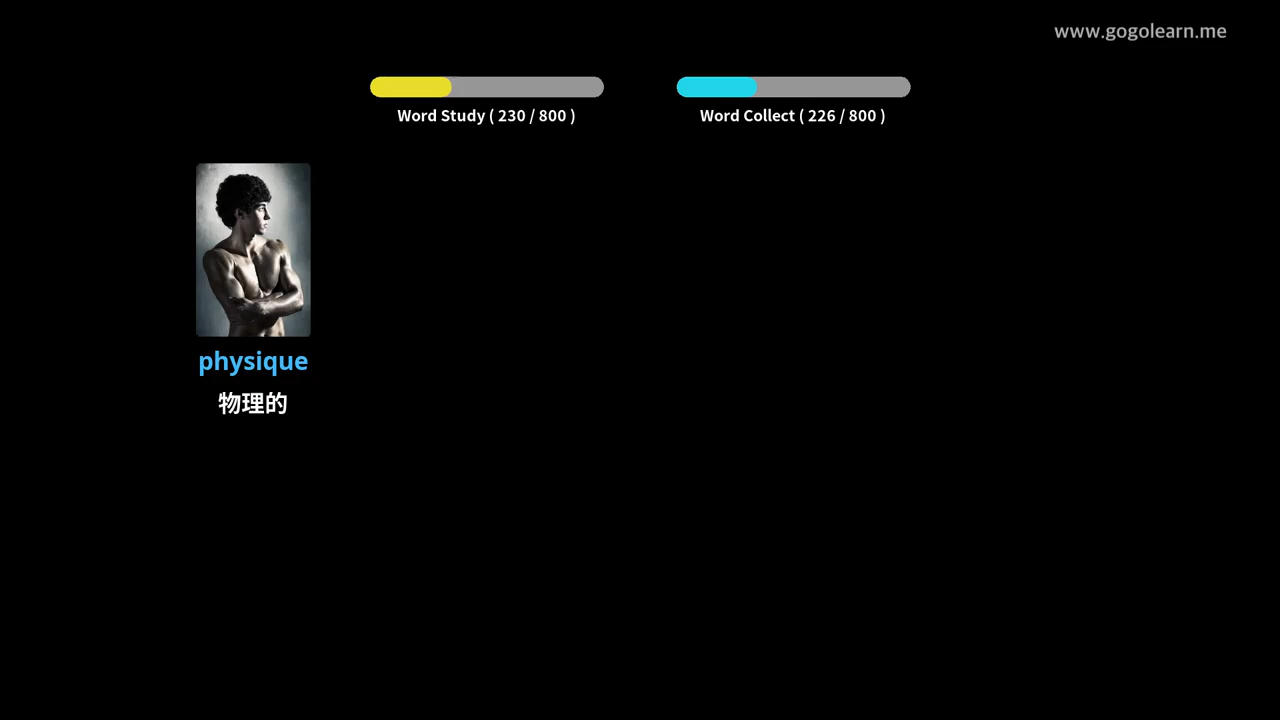 www.gogolearn.me
Word Study ( 230 / 800 )
Word Collect ( 226 / 800 )
physique
物理的